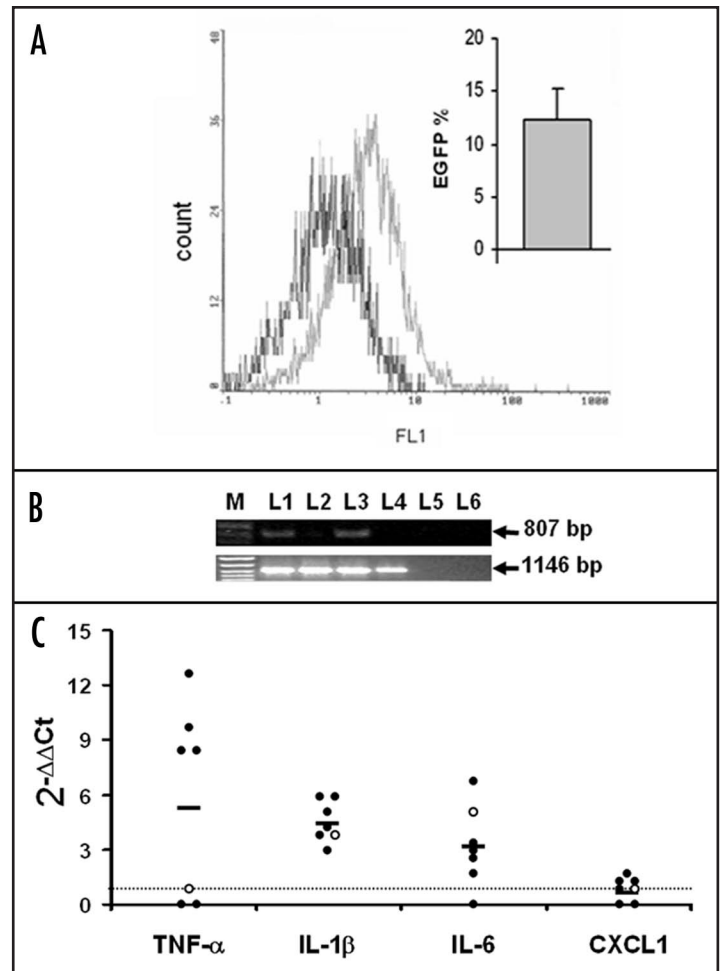 A
48
36
24
12
0
count
.1 1 10 100 1000
FL1
20
15
10
5
0
EGFP %
B
M L1 L2 L3 L4 L5 L6
807 bp
1146 bp
C
15
12
9
6
3
0
2-ΔΔCt
TNF-α IL-1β IL-6 CXCL1